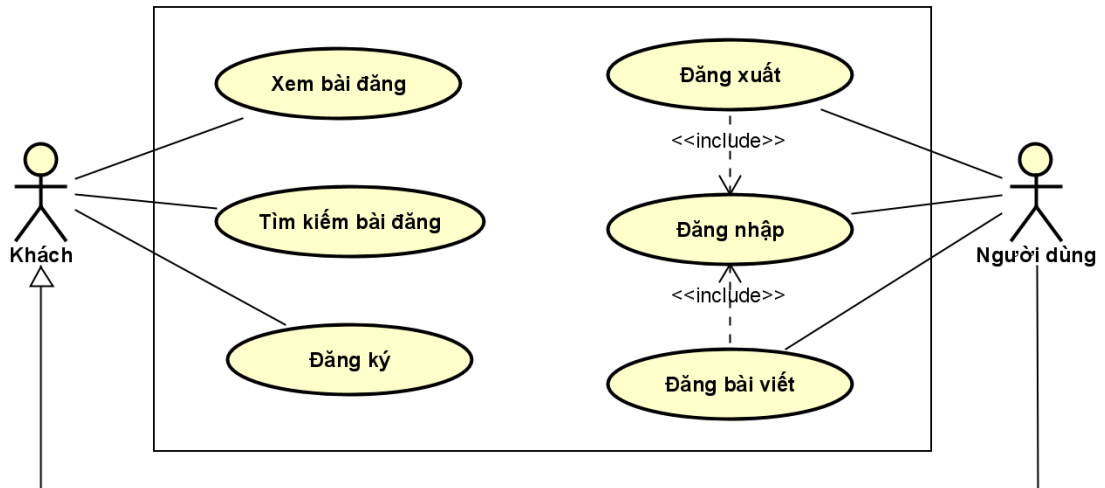 Xem bài đăng
Đăng xuất
<<include>>
Tìm kiếm bài đăng
Đăng nhập
Khách
Người dùng
<<include>>
Đăng ký
Đăng bài viết